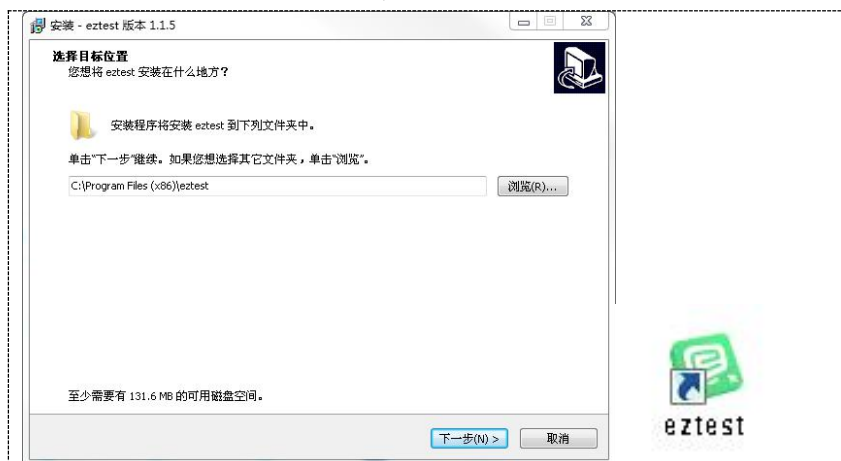 安装 - eztest 版本 1.1.5
选择目标位置
您想将 eztest 安装在什么地方？
安装程序将安装 eztest 到下列文件夹中。
单击“下一步”继续。如果您想选择其它文件夹，单击“浏览”。
C:\Program Files (x86)\eztest
浏览(R)...
至少需要有 131.6 MB 的可用磁盘空间。
下一步(N) >
取消
eztest